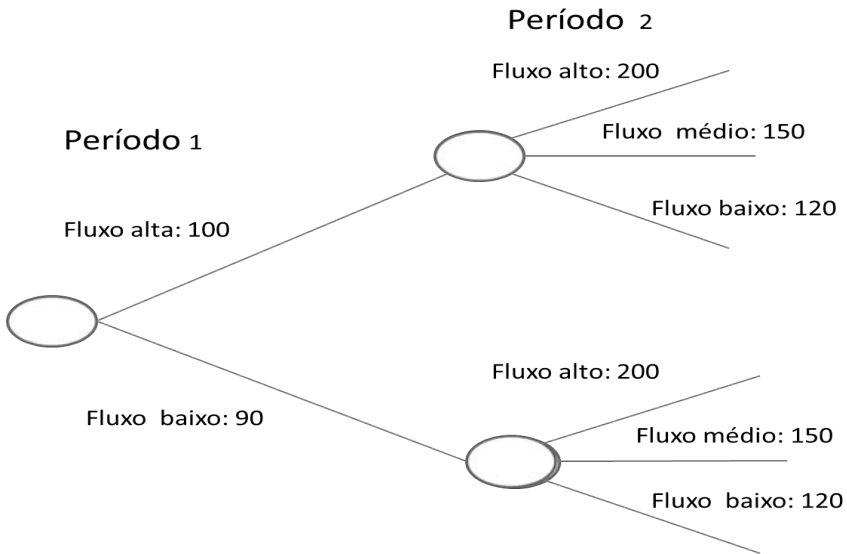 Período 2
Fluxo alto: 200
Fluxo médio: 150
Período 1
Fluxo baixo: 120
Fluxo alta: 100
Fluxo alto: 200
Fluxo baixo: 90
Fluxo médio: 150
Fluxo baixo: 120